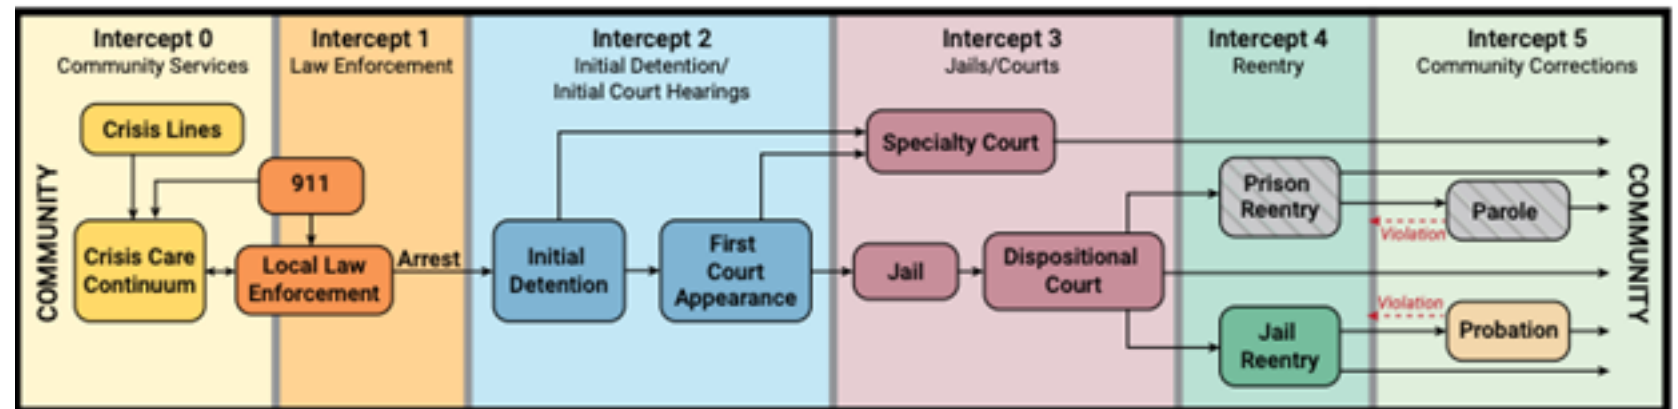 Intercept 0
Community Services
Intercept 1
Law Enforcement
Intercept 2
Initial Detention/
Initial Court Hearings
Intercept 3
Jails/Courts
Intercept 4
Reentry
Intercept 5
Community Corrections
COMMUNITY
Crisis Lines
911
Crisis Care
Continuum
Local Law
Enforcement
Arrest
Initial
Detention
First
Court
Appearance
Specialty Court
Jail
Dispositional
Court
Prison
Reentry
Parole
Violation
Jail
Reentry
Violation
Probation
COMMUNITY